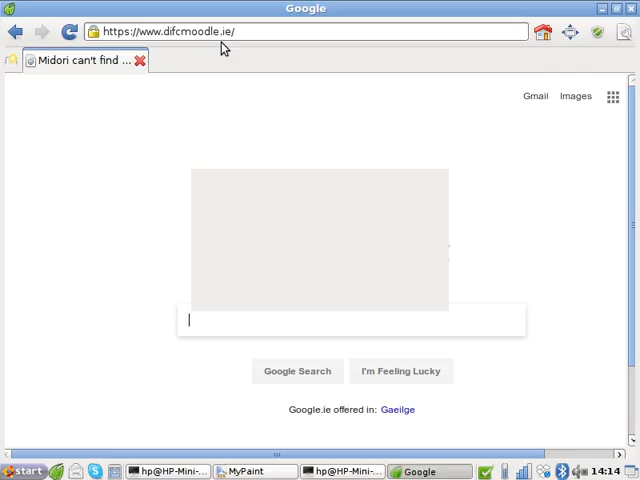 Google
https://www.difcmoodle.ie/
Midori can't find ...
Gmail Images
Google Search I'm Feeling Lucky
Google.ie offered in: Gaeilge
start hp@HP-Mini-... MyPaint hp@HP-Mini-... Google 14:14